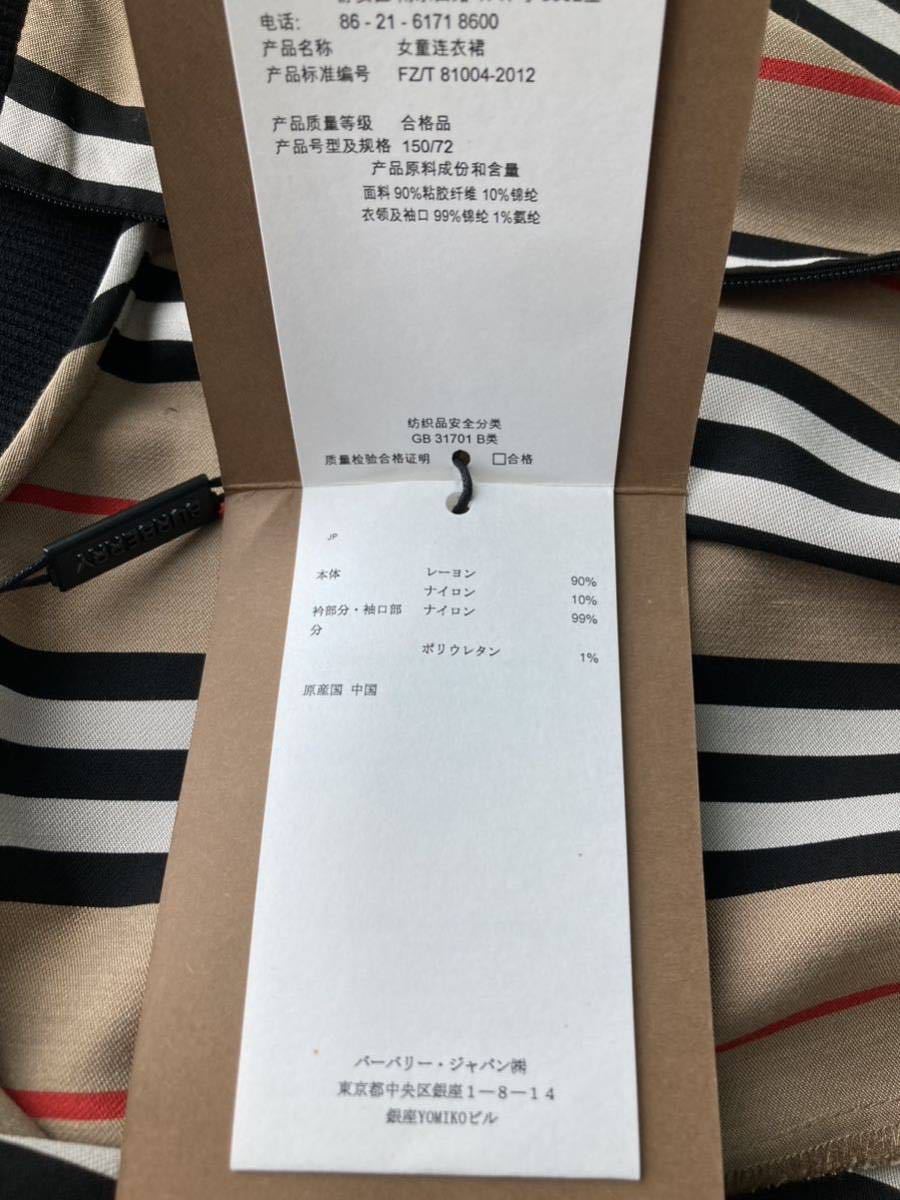 电话: 86 - 21 - 6171 8600
产品名称 女童连衣裙
产品标准编号 FZ/T 81004-2012
产品质量等级 合格品
产品号型及规格 150/72
产品原料成份和含量
面料 90%粘胶纤维 10%锦纶
衣领及袖口 99%锦纶 1%氨纶
纺织品安全分类
GB 31701 B类
质量检验合格证明 □合格
BURBERRY
JP
本体 レーヨン 90%
ナイロン 10%
衿部分・袖口部 ナイロン 99%
分
ポリウレタン 1%
原産国 中国
バーバリー・ジャパン㈱
東京都中央区銀座1－8－14
銀座YOMIKOビル